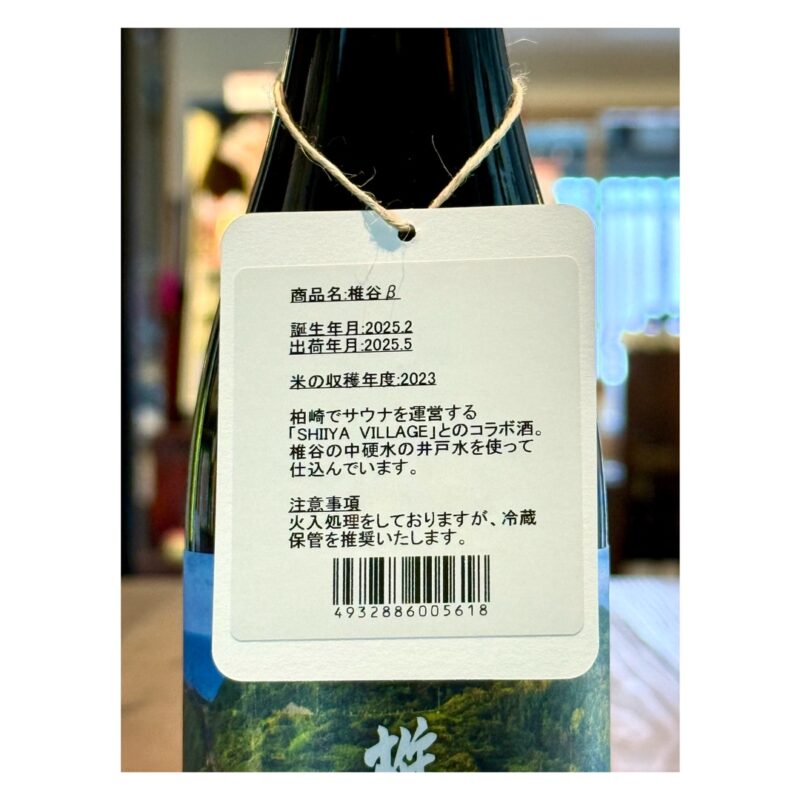 商品名:椎谷β
誕生年月:2025.2
出荷年月:2025.5
米の収穫年度:2023
柏崎でサウナを運営する
「SHIIYA VILLAGE」とのコラボ酒。
椎谷の中硬水の井戸水を使って
仕込んでいます。
注意事項
火入処理をしておりますが、冷蔵
保管を推奨いたします。
4932886005618
椎